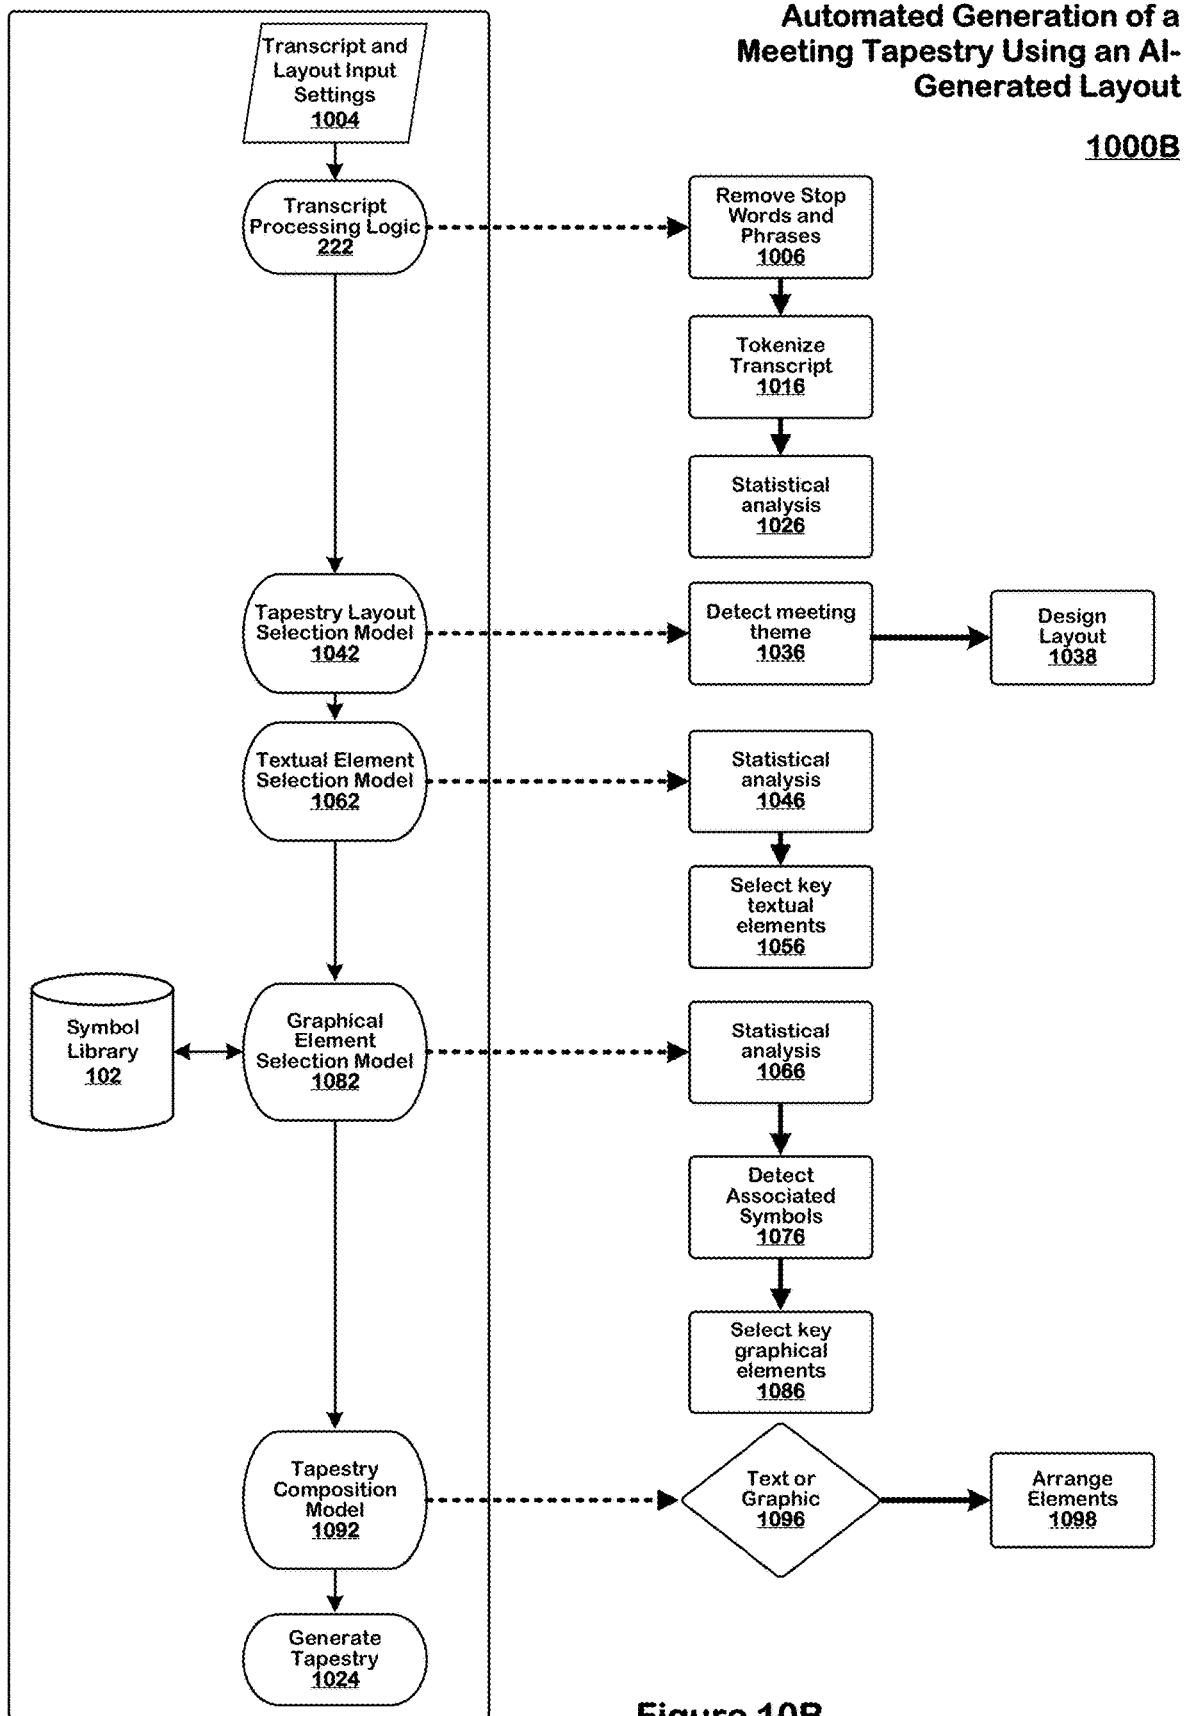 Automated Generation of a
Meeting Tapestry Using an AI-
Generated Layout
1000B
Transcript and
Layout Input
Settings
1004
Transcript
Processing Logic
222
Remove Stop
Words and
Phrases
1006
Tokenize
Transcript
1016
Statistical
analysis
1026
Tapestry Layout
Selection Model
1042
Detect meeting
theme
1036
Design
Layout
1038
Textual Element
Selection Model
1062
Statistical
analysis
1046
Select key
textual
elements
1056
Symbol
Library
102
Graphical
Element
Selection Model
1082
Statistical
analysis
1066
Detect
Associated
Symbols
1076
Select key
graphical
elements
1086
Tapestry
Composition
Model
1092
Text or
Graphic
1096
Arrange
Elements
1098
Generate
Tapestry
1024
Figure 10B